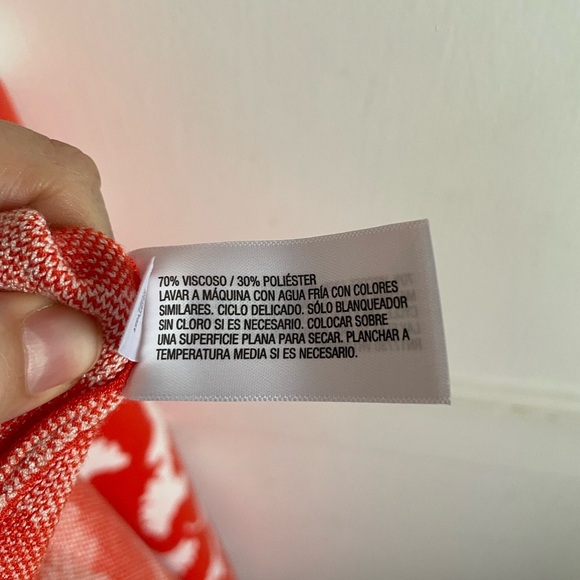 70% VISCOSO / 30% POLIÉSTER
LAVAR A MÁQUINA CON AGUA FRÍA CON COLORES
SIMILARES. CICLO DELICADO. SÓLO BLANQUEADOR
SIN CLORO SI ES NECESARIO. COLOCAR SOBRE
UNA SUPERFICIE PLANA PARA SECAR. PLANCHAR A
TEMPERATURA MEDIA SI ES NECESARIO.